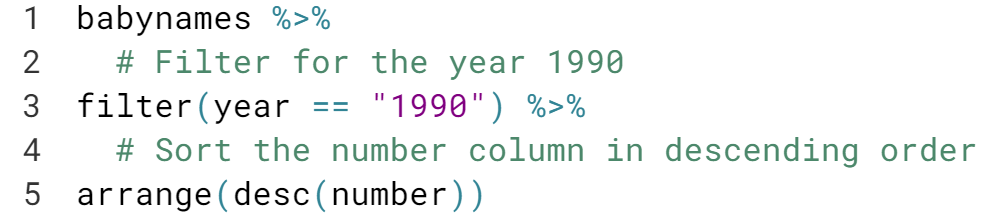 1 babynames %>%
2   # Filter for the year 1990
3 filter(year == "1990") %>%
4   # Sort the number column in descending order
5 arrange(desc(number))